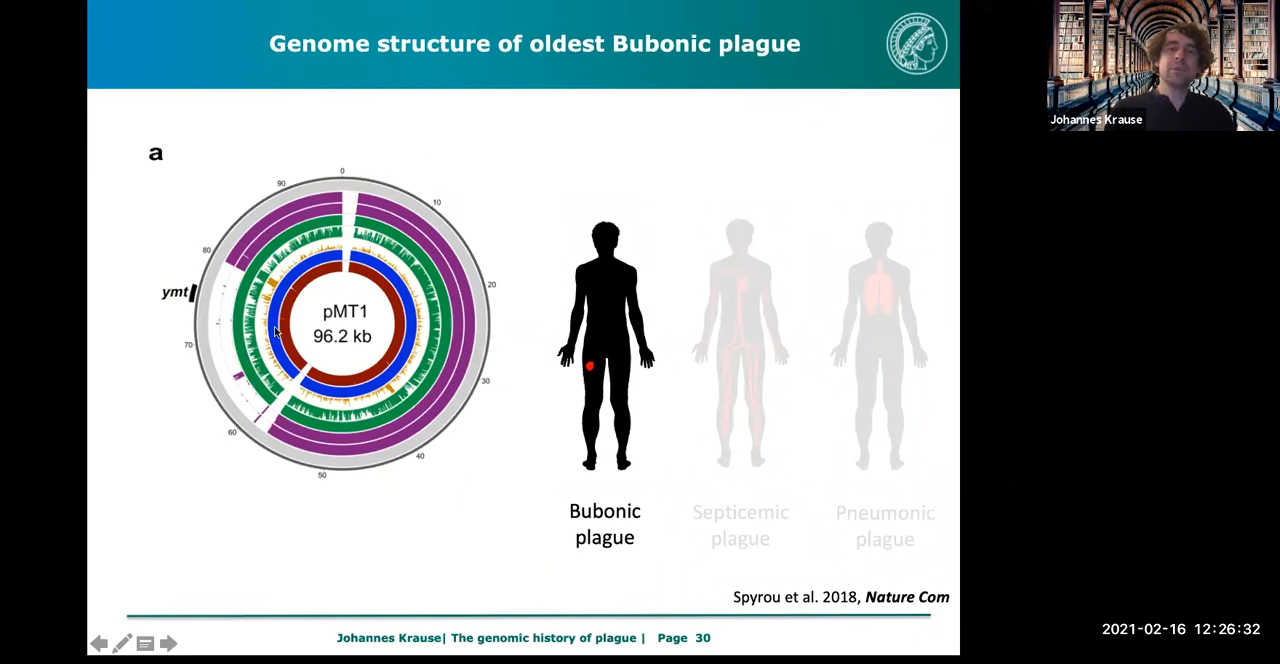 Genome structure of oldest Bubonic plague
Johannes Krause
a
0
10
20
30
40
50
60
70
80
90
ymt
pMT1
96.2 kb
Bubonic
plague
Septicemic
plague
Pneumonic
plague
Spyrou et al. 2018, Nature Com
Johannes Krause| The genomic history of plague | Page 30
2021-02-16 12:26:32